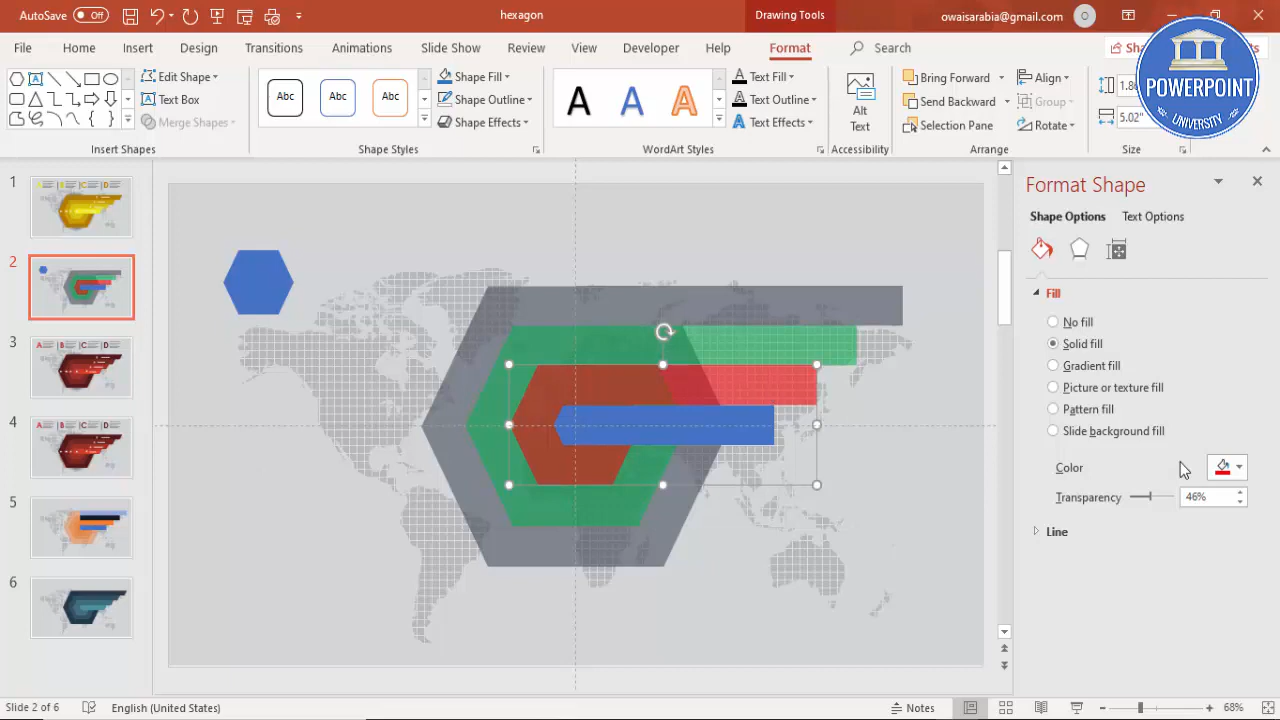 AutoSave Off
hexagon
Drawing Tools
owaisarabia@gmail.com
O
File Home Insert Design Transitions Animations Slide Show Review View Developer Help Format Search
Edit Shape
Text Box
Merge Shapes
Insert Shapes
Abc Abc Abc
Shape Fill
Shape Outline
Shape Effects
Shape Styles
A A A
Text Fill
Text Outline
Text Effects
WordArt Styles
Alt
Text
Accessibility
Bring Forward
Send Backward
Selection Pane
Align
Group
Rotate
Arrange
5.02"
Size
POWERPOINT
UNIVERSITY
1
2
3
4
5
6
Format Shape
Shape Options Text Options
Fill
No fill
Solid fill
Gradient fill
Picture or texture fill
Pattern fill
Slide background fill
Color
Transparency 46%
Line
Slide 2 of 6
English (United States)
Notes
68%